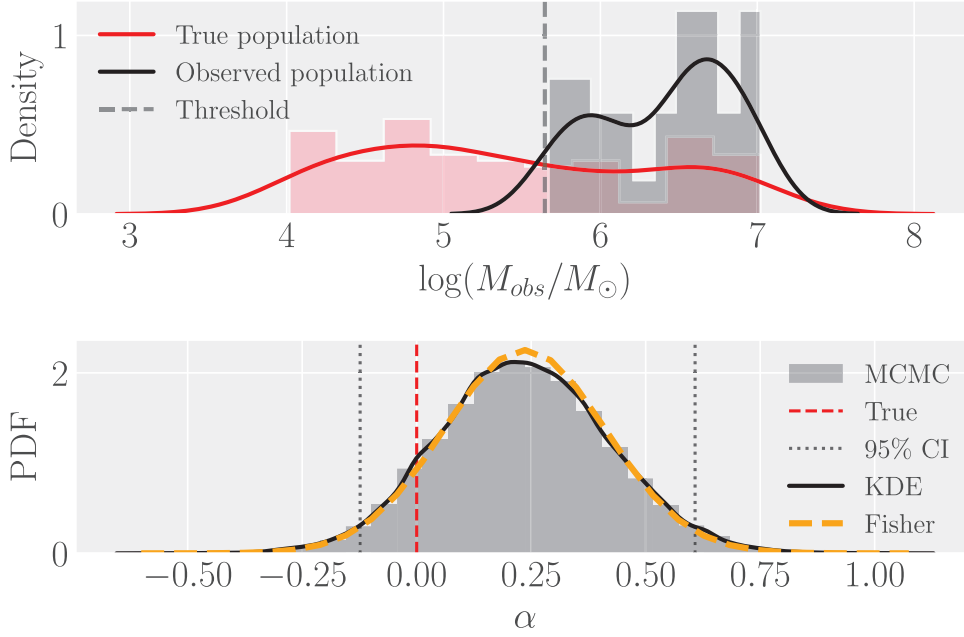 1
True population
Observed population
Threshold
Density
0
3 4 5 6 7 8
log(M_obs/M_⊙)
2
MCMC
True
95% CI
KDE
Fisher
PDF
0
−0.50 −0.25 0.00 0.25 0.50 0.75 1.00
α